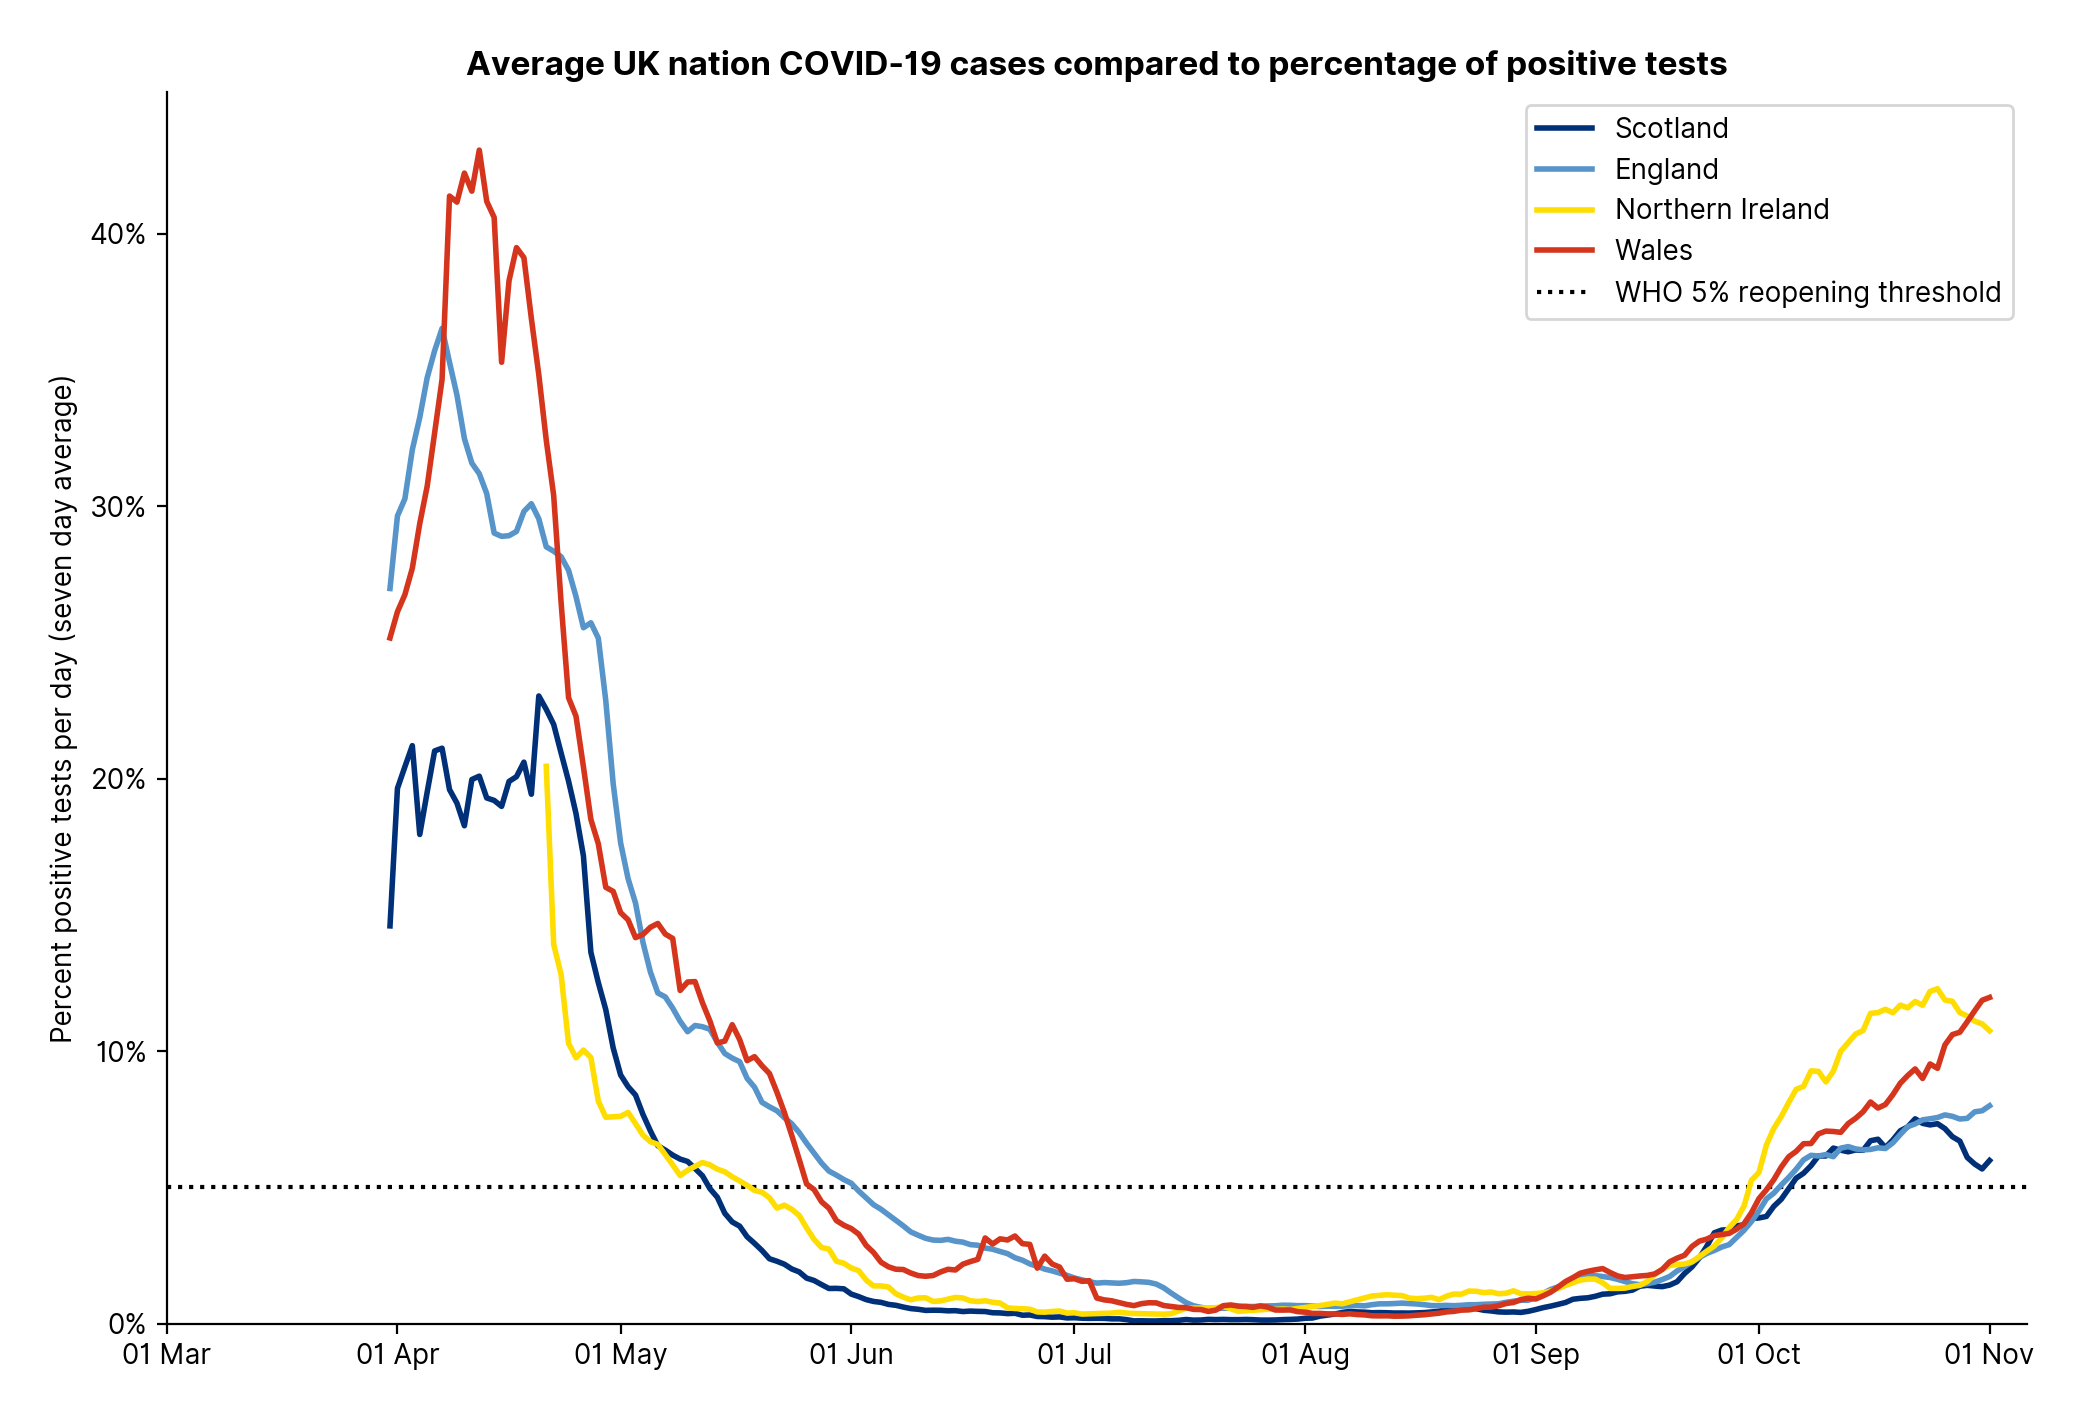 Average UK nation COVID-19 cases compared to percentage of positive tests
Scotland
England
Northern Ireland
Wales
WHO 5% reopening threshold
Percent positive tests per day (seven day average)
40%
30%
20%
10%
0%
01 Mar
01 Apr
01 May
01 Jun
01 Jul
01 Aug
01 Sep
01 Oct
01 Nov